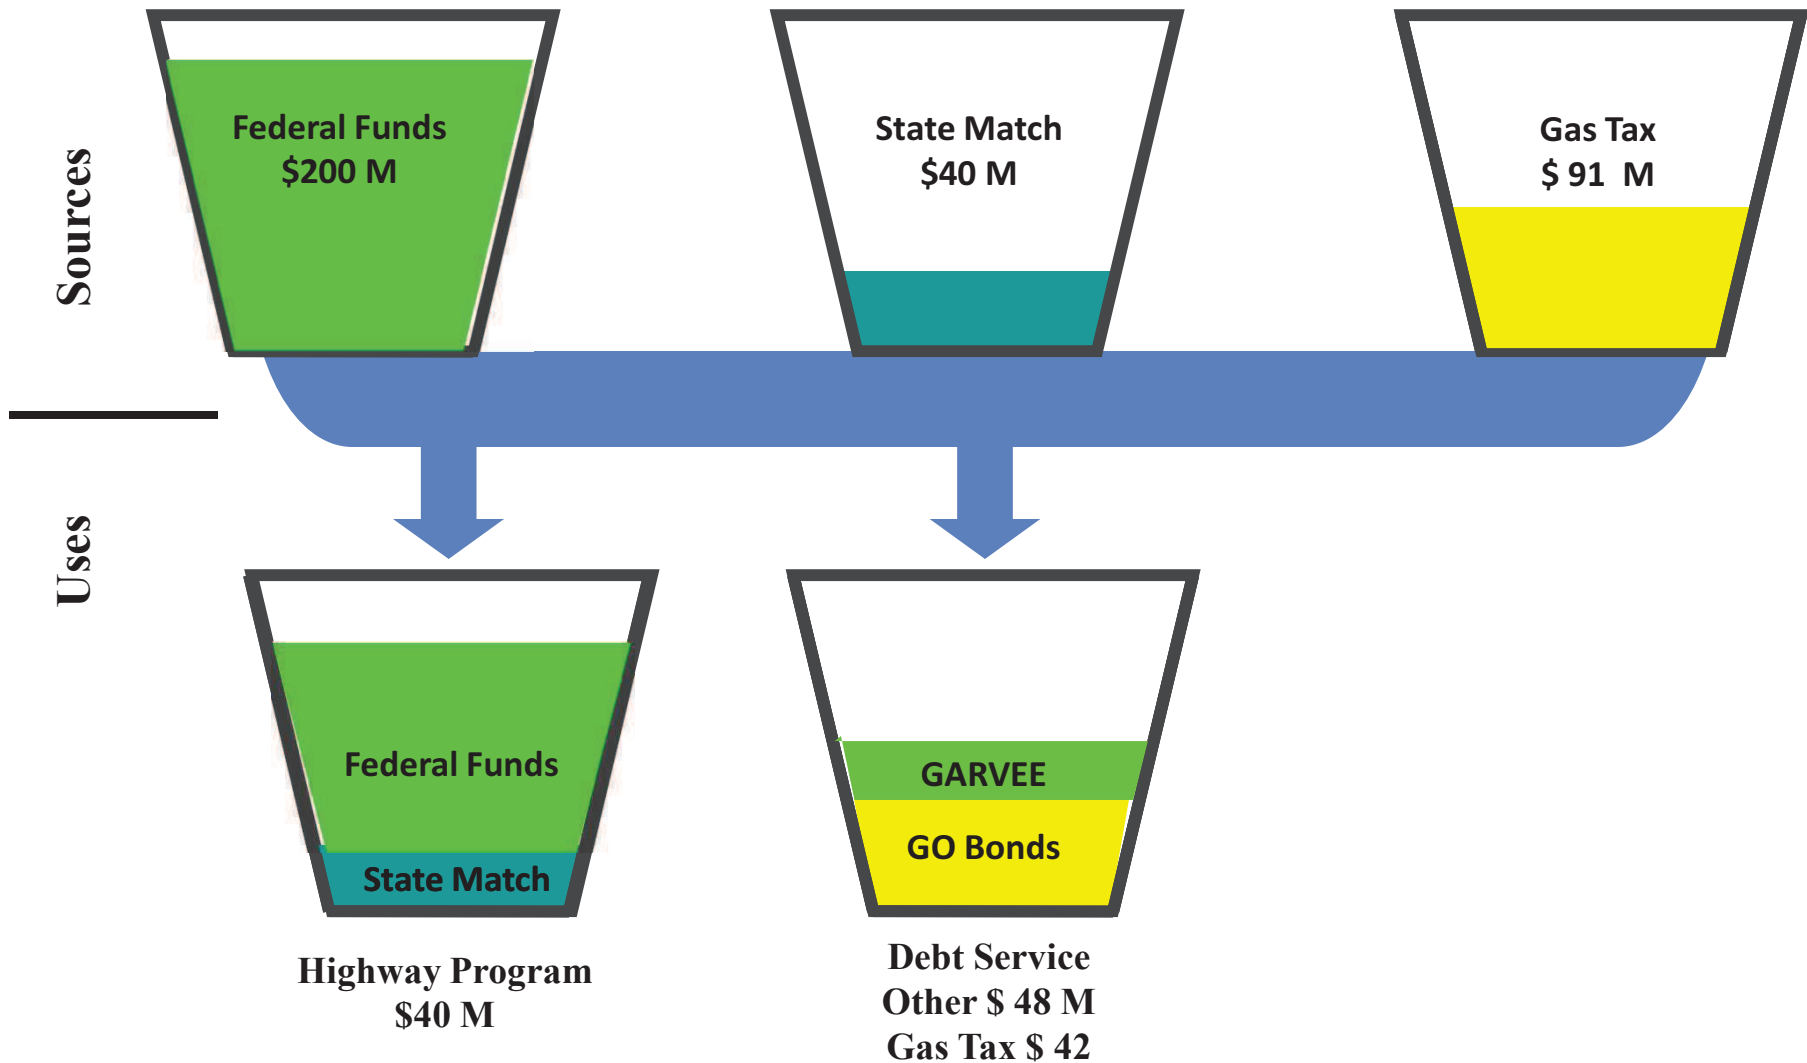 Sources
Federal Funds
$200 M
State Match
$40 M
Gas Tax
$ 91 M
Uses
Federal Funds
State Match
GARVEE
GO Bonds
Highway Program
$40 M
Debt Service
Other $ 48 M
Gas Tax $ 42